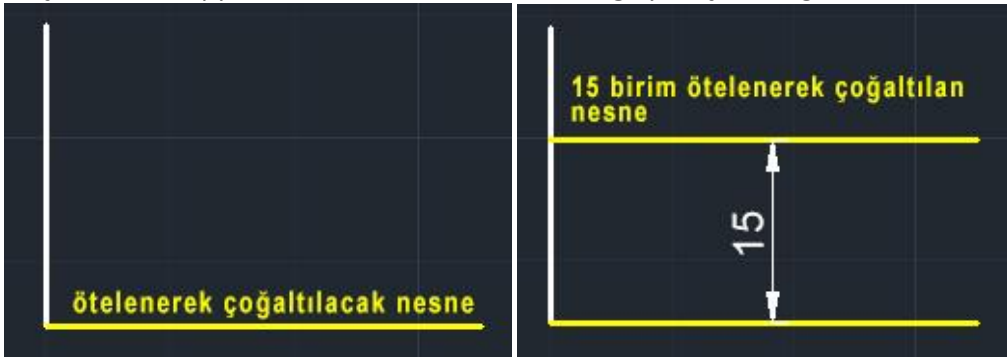 ötelenerek çoğaltılacak nesne
15 birim ötelenerek çoğaltılan
nesne
15